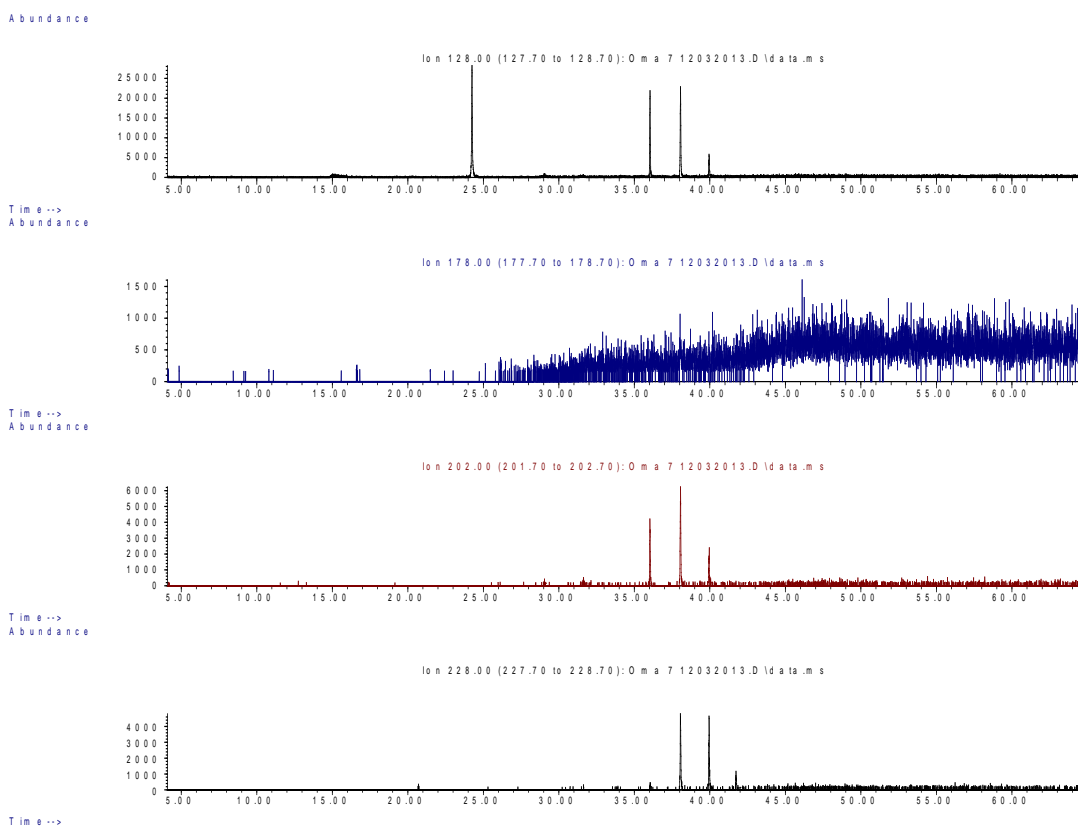 Abundance
Ion 128.00 (127.70 to 128.70): Oma 7 12032013.D\data.ms
25000
20000
15000
10000
5000
0
5.00 10.00 15.00 20.00 25.00 30.00 35.00 40.00 45.00 50.00 55.00 60.00
Time-->
Abundance
Ion 178.00 (177.70 to 178.70): Oma 7 12032013.D\data.ms
1500
1000
500
0
5.00 10.00 15.00 20.00 25.00 30.00 35.00 40.00 45.00 50.00 55.00 60.00
Time-->
Abundance
Ion 202.00 (201.70 to 202.70): Oma 7 12032013.D\data.ms
6000
5000
4000
3000
2000
1000
0
5.00 10.00 15.00 20.00 25.00 30.00 35.00 40.00 45.00 50.00 55.00 60.00
Time-->
Abundance
Ion 228.00 (227.70 to 228.70): Oma 7 12032013.D\data.ms
4000
3000
2000
1000
0
5.00 10.00 15.00 20.00 25.00 30.00 35.00 40.00 45.00 50.00 55.00 60.00
Time-->